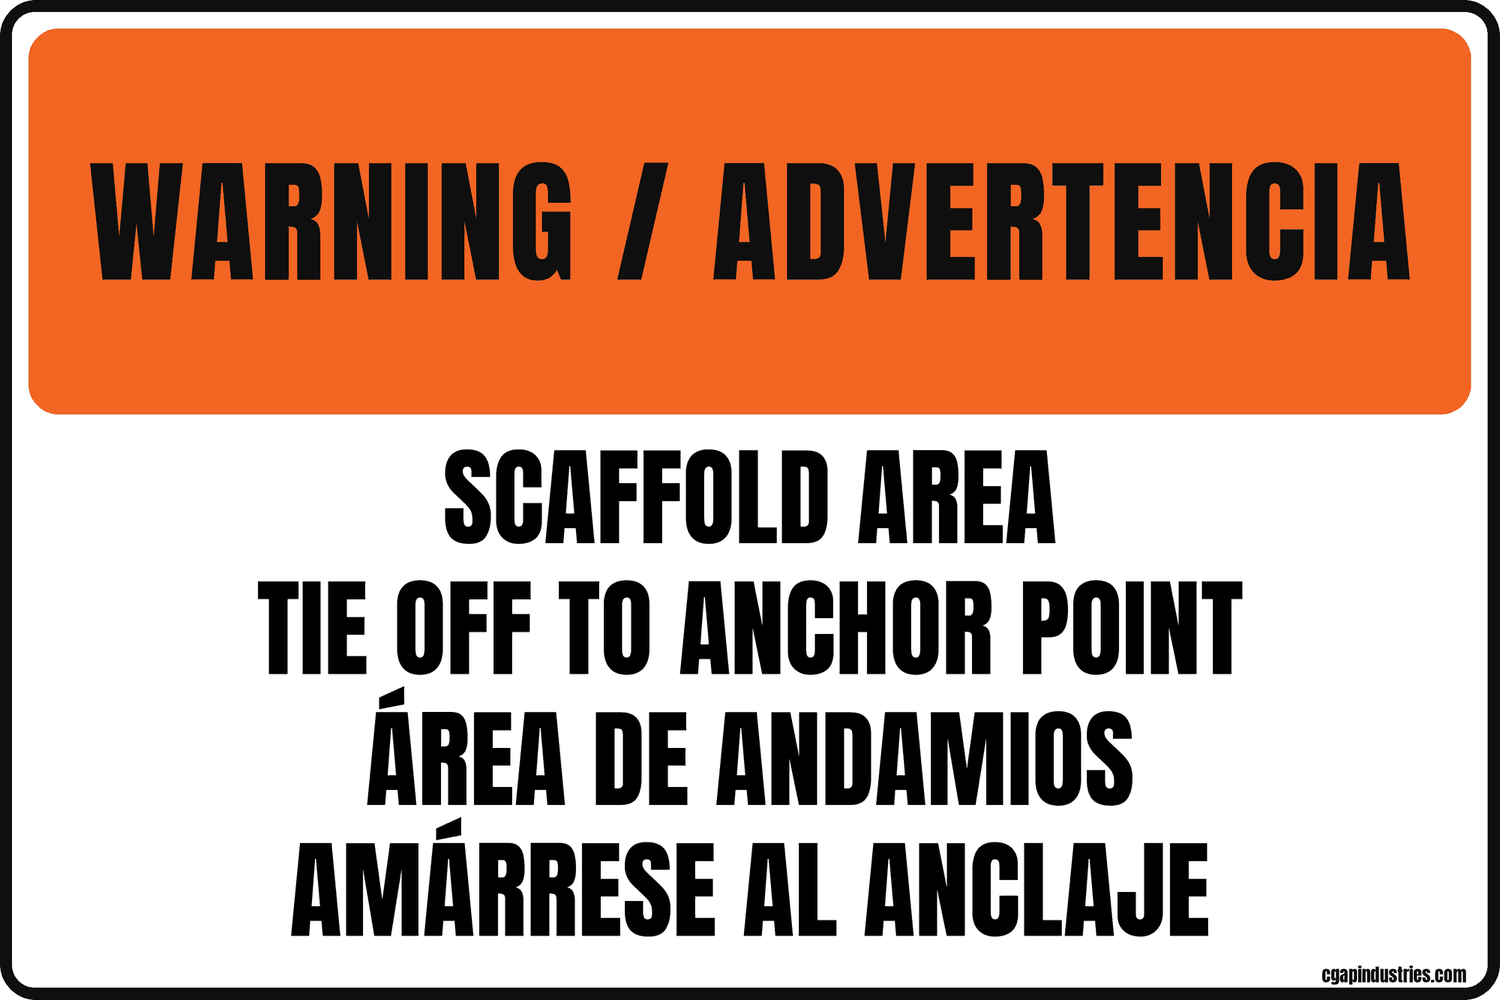 WARNING / ADVERTENCIA
SCAFFOLD AREA
TIE OFF TO ANCHOR POINT
ÁREA DE ANDAMIOS
AMÁRRESE AL ANCLAJE
cgapindustries.com